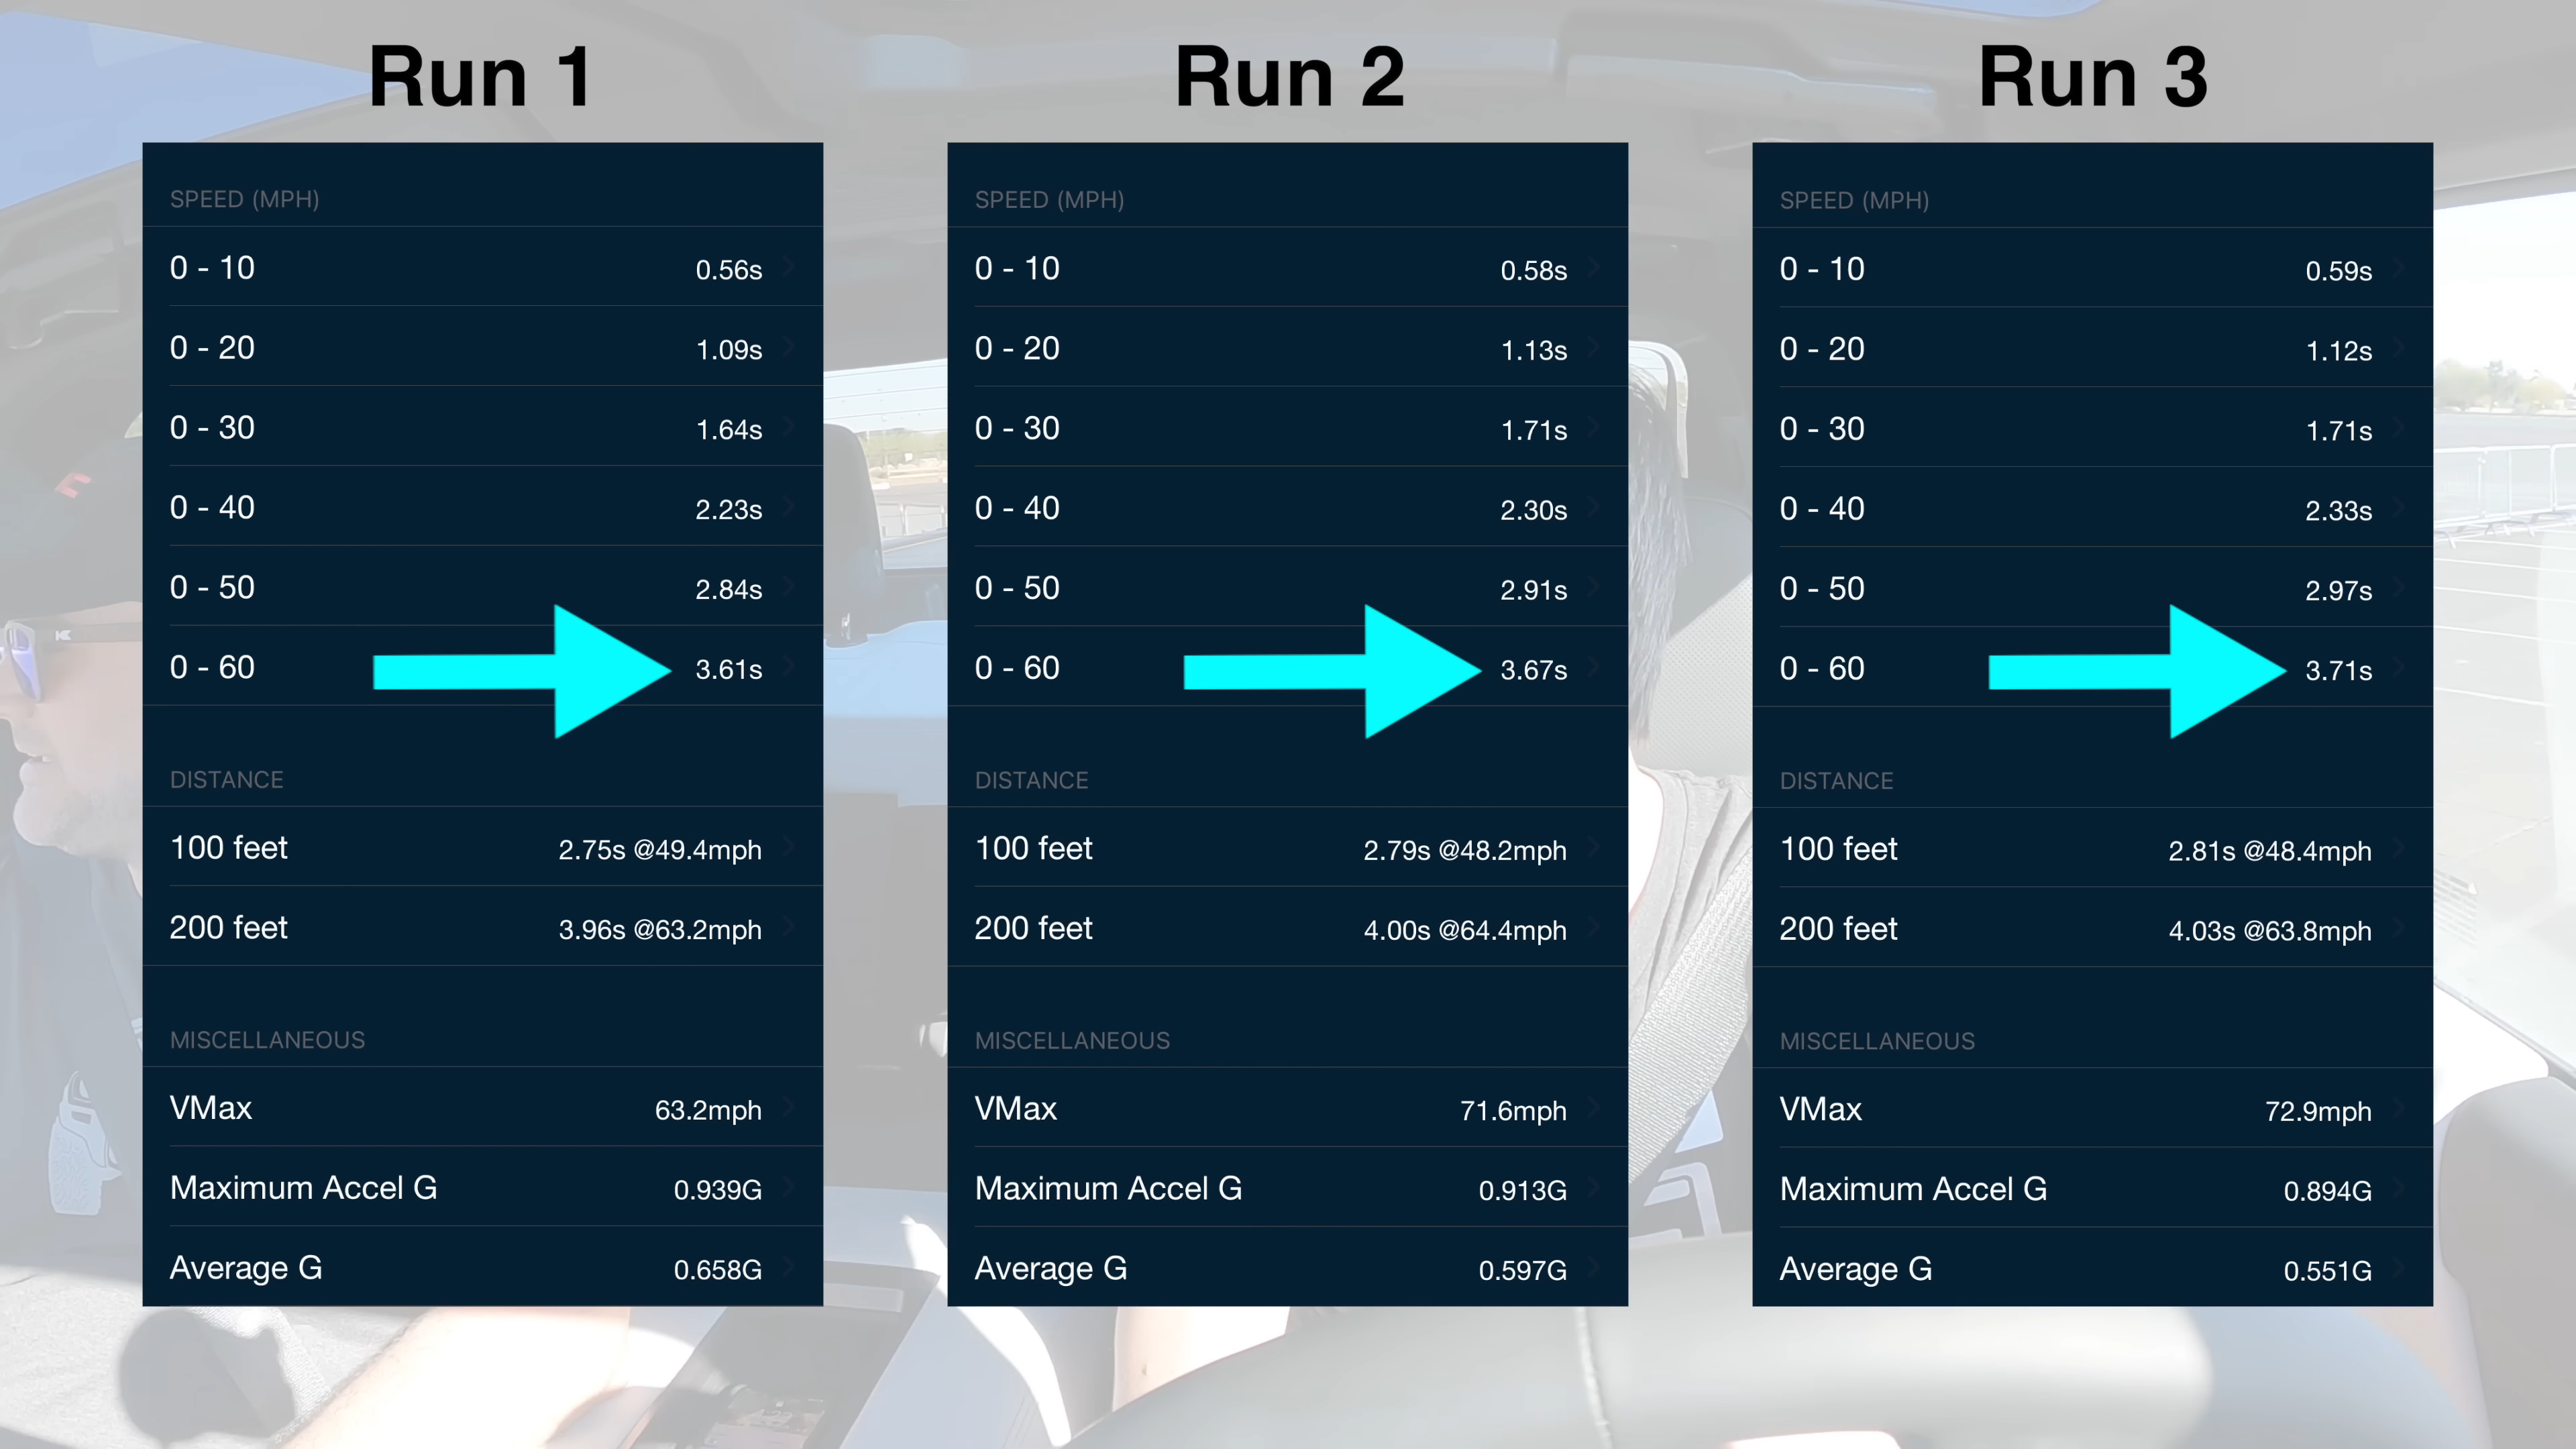 Run 1
SPEED (MPH)
0 - 10 0.56s
0 - 20 1.09s
0 - 30 1.64s
0 - 40 2.23s
0 - 50 2.84s
0 - 60 3.61s
DISTANCE
100 feet 2.75s @49.4mph
200 feet 3.96s @63.2mph
MISCELLANEOUS
VMax 63.2mph
Maximum Accel G 0.939G
Average G 0.658G
Run 2
SPEED (MPH)
0 - 10 0.58s
0 - 20 1.13s
0 - 30 1.71s
0 - 40 2.30s
0 - 50 2.91s
0 - 60 3.67s
DISTANCE
100 feet 2.79s @48.2mph
200 feet 4.00s @64.4mph
MISCELLANEOUS
VMax 71.6mph
Maximum Accel G 0.913G
Average G 0.597G
Run 3
SPEED (MPH)
0 - 10 0.59s
0 - 20 1.12s
0 - 30 1.71s
0 - 40 2.33s
0 - 50 2.97s
0 - 60 3.71s
DISTANCE
100 feet 2.81s @48.4mph
200 feet 4.03s @63.8mph
MISCELLANEOUS
VMax 72.9mph
Maximum Accel G 0.894G
Average G 0.551G